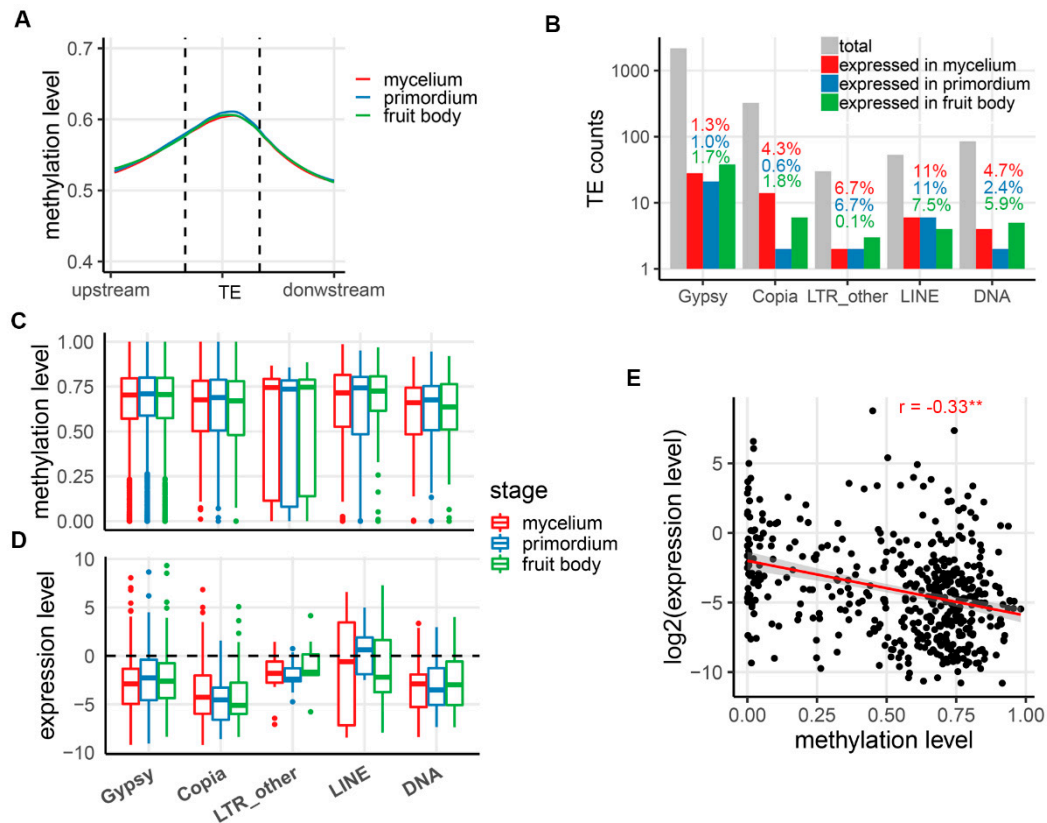 A
0.7
0.6
0.5
0.4
methylation level
upstream
TE
donwstream
mycelium
primordium
fruit body
B
1000
100
10
1
TE counts
total
expressed in mycelium
expressed in primordium
expressed in fruit body
1.3%
1.0%
1.7%
4.3%
0.6%
1.8%
6.7%
6.7%
0.1%
11%
11%
7.5%
4.7%
2.4%
5.9%
Gypsy
Copia
LTR_other
LINE
DNA
C
1.00
0.75
0.50
0.25
0.00
methylation level
stage
mycelium
primordium
fruit body
D
10
5
0
−5
−10
expression level
Gypsy
Copia
LTR_other
LINE
DNA
E
r = -0.33**
5
0
−5
−10
log2(expression level)
0.00
0.25
0.50
0.75
1.00
methylation level